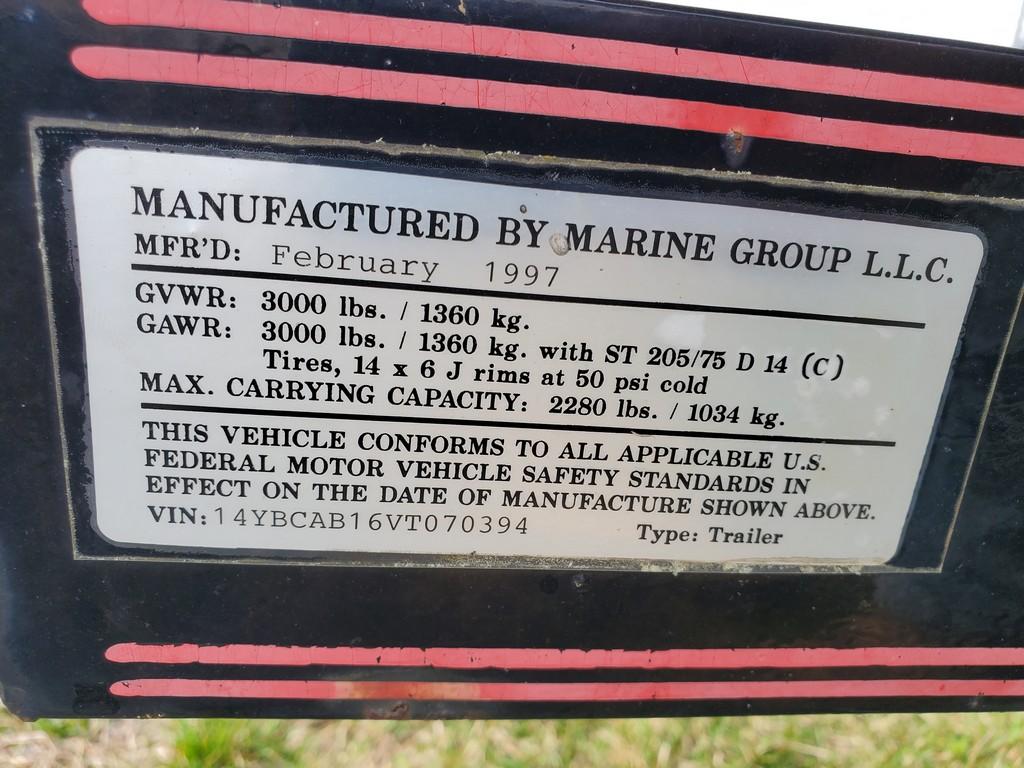 MANUFACTURED BY MARINE GROUP L.L.C.
MFR'D: February 1997
GVWR: 3000 lbs. / 1360 kg.
GAWR: 3000 lbs. / 1360 kg. with ST 205/75 D 14 (C)
Tires, 14 x 6 J rims at 50 psi cold
MAX. CARRYING CAPACITY: 2280 lbs. / 1034 kg.
THIS VEHICLE CONFORMS TO ALL APPLICABLE U.S.
FEDERAL MOTOR VEHICLE SAFETY STANDARDS IN
EFFECT ON THE DATE OF MANUFACTURE SHOWN ABOVE.
VIN: 14YBCAB16VT070394 Type: Trailer